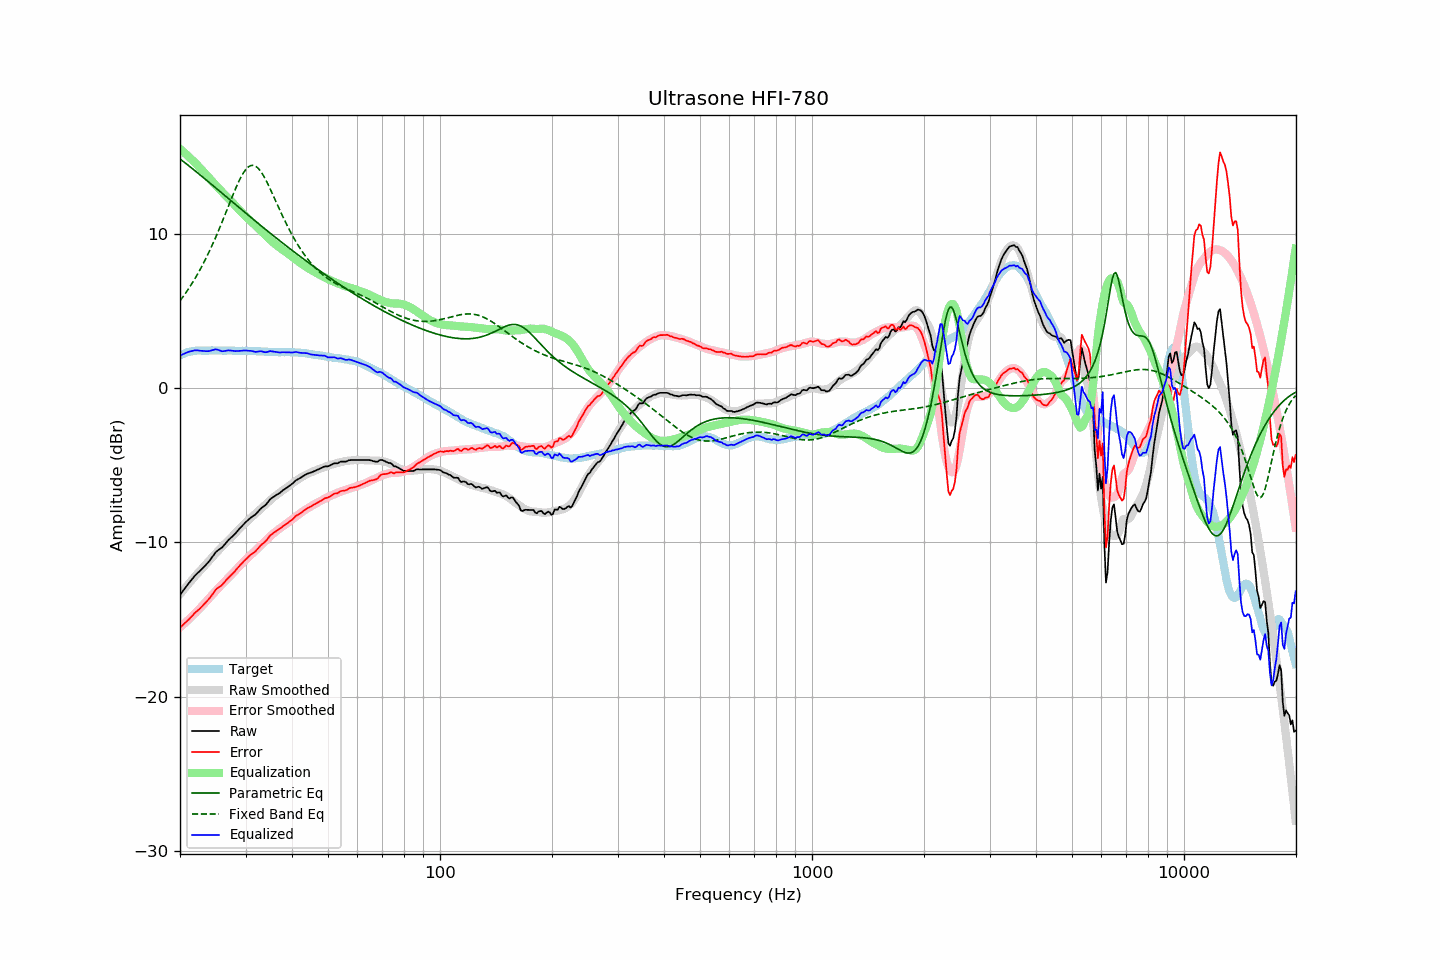 Ultrasone HFI-780
Amplitude (dBr)
10
0
−10
−20
−30
Target
Raw Smoothed
Error Smoothed
Raw
Error
Equalization
Parametric Eq
Fixed Band Eq
Equalized
100
1000
10000
Frequency (Hz)